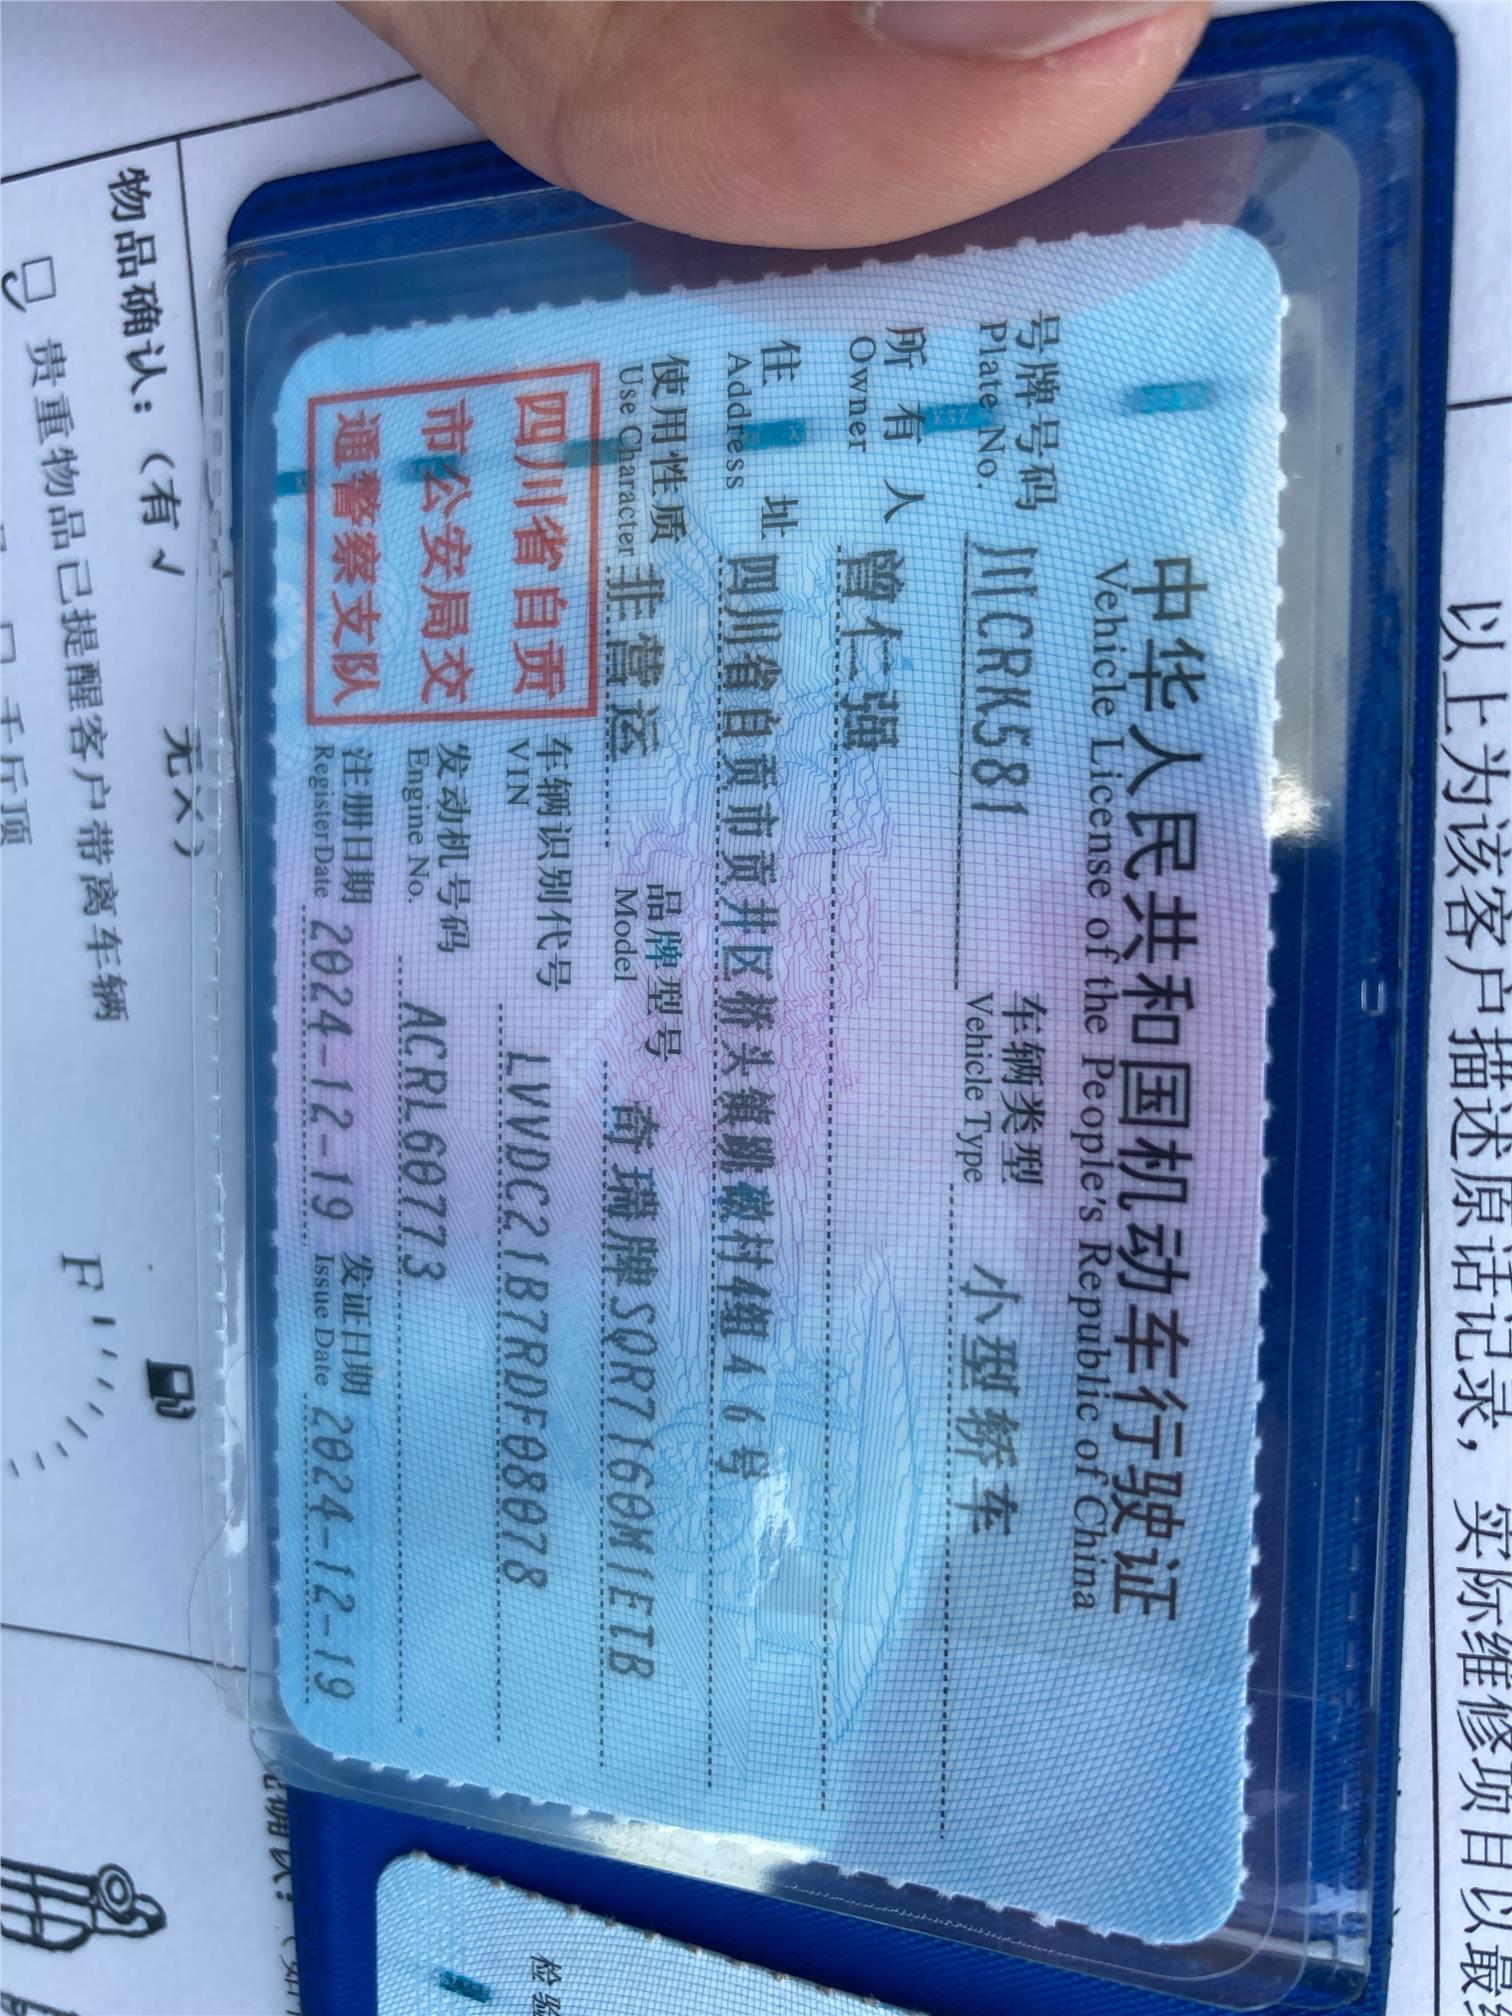 中华人民共和国机动车行驶证
Vehicle License of the People's Republic of China
号牌号码 川CRK581 车辆类型 小型轿车
Plate No. Vehicle Type
所有人 曾仁强
Owner
住址 四川省自贡市贡井区桥头镇 村4组46号
Address
使用性质 非营运 品牌型号 奇瑞牌SQR7160M1ETB
Use Character Model
四川省自贡
市公安局交
通警察支队
车辆识别代号 LVVDC21B7RDF08078
VIN
发动机号码 ACRL60773
Engine No.
注册日期 2024-12-19 发证日期 2024-12-19
Register Date Issue Date
以上为该客户描述原话记录，实际维修项目以最
物品确认：（有√ 无×）
贵重物品已提醒客户带离车辆
千斤顶
F
检验